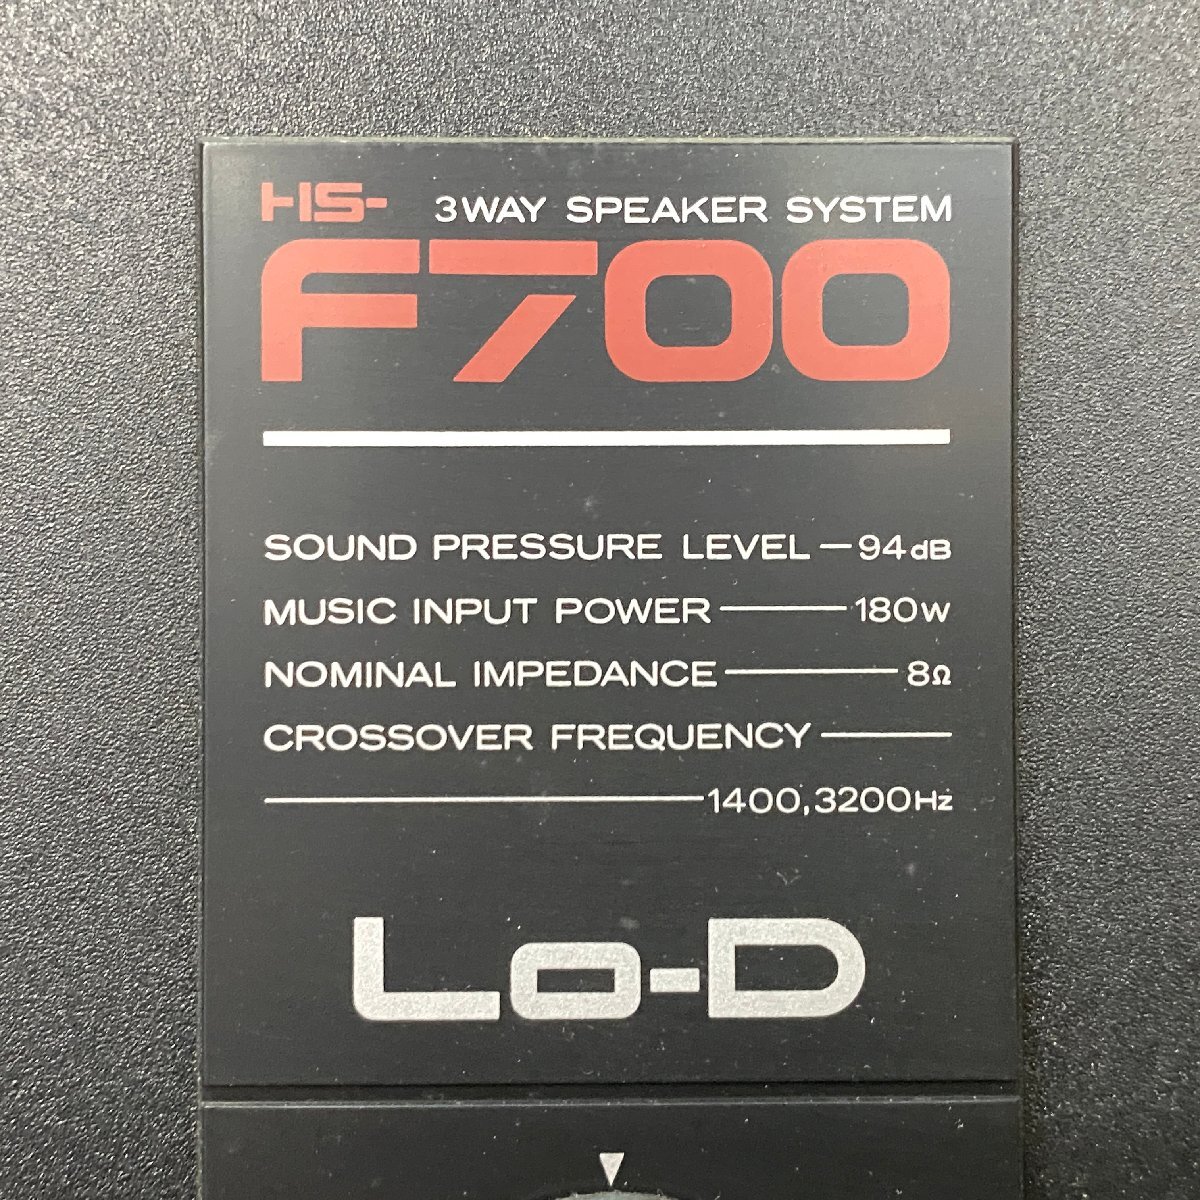 HS- 3WAY SPEAKER SYSTEM
F700
SOUND PRESSURE LEVEL — 94dB
MUSIC INPUT POWER — 180W
NOMINAL IMPEDANCE — 8Ω
CROSSOVER FREQUENCY —
— 1400,3200Hz
Lo-D